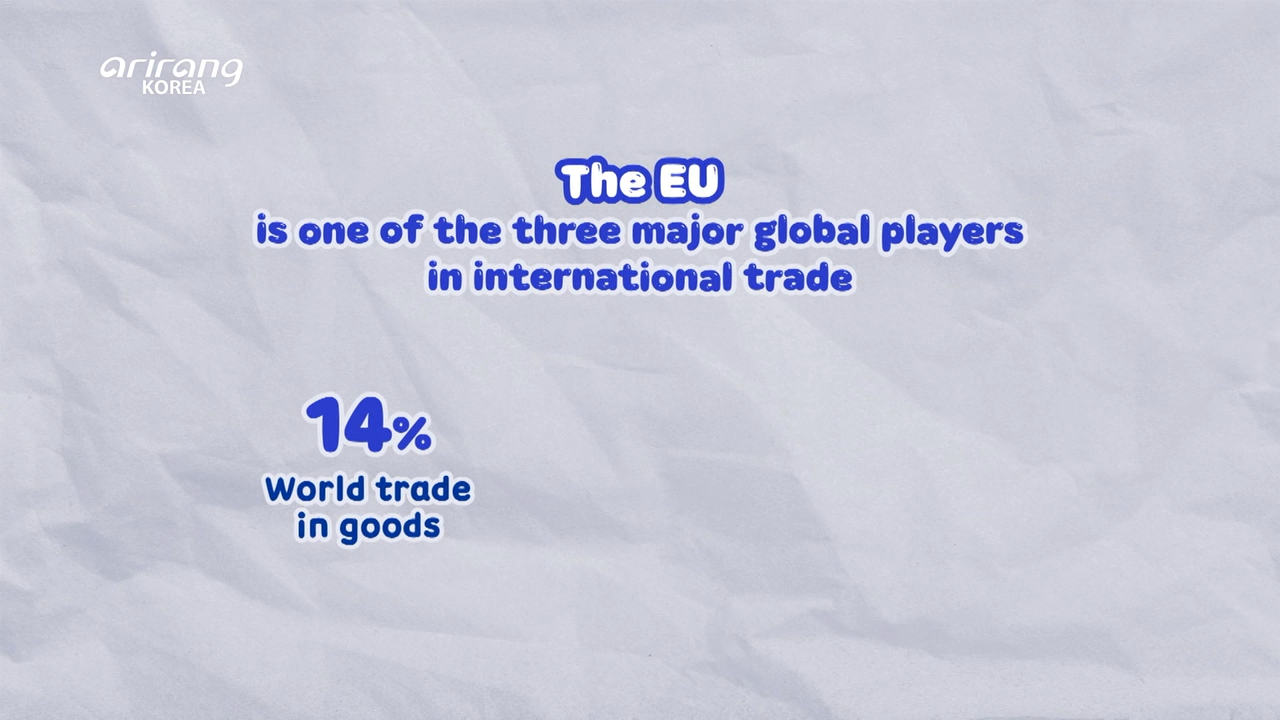 arirang
KOREA
The EU
is one of the three major global players
in international trade
14%
World trade
in goods